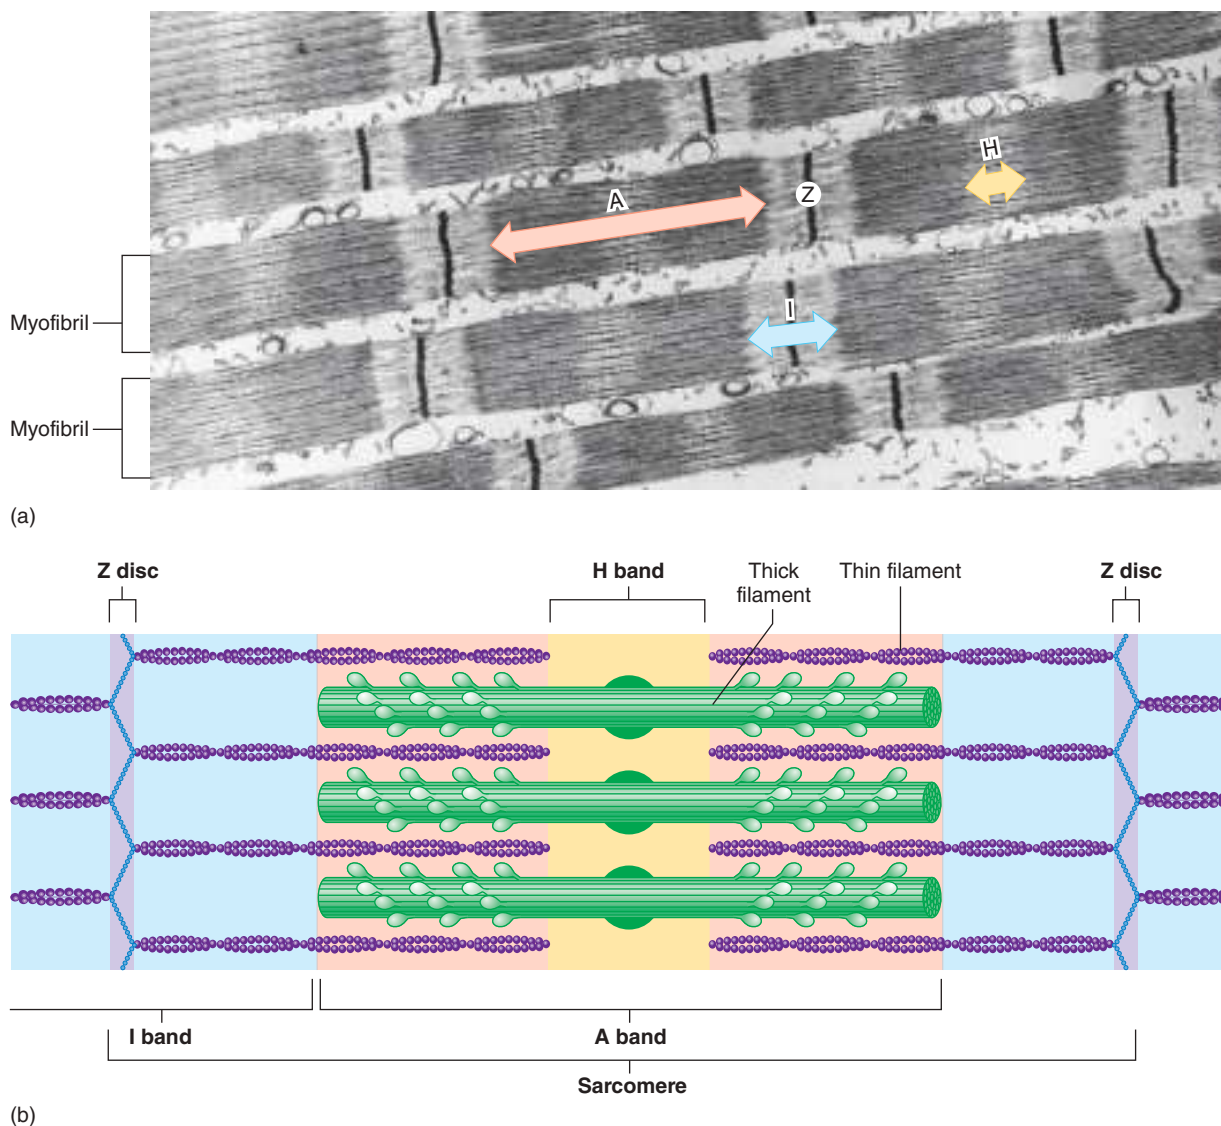 A
Z
H
I
Myofibril
Myofibril
(a)
Z disc
H band
Thick
filament
Thin filament
Z disc
I band
A band
Sarcomere
(b)